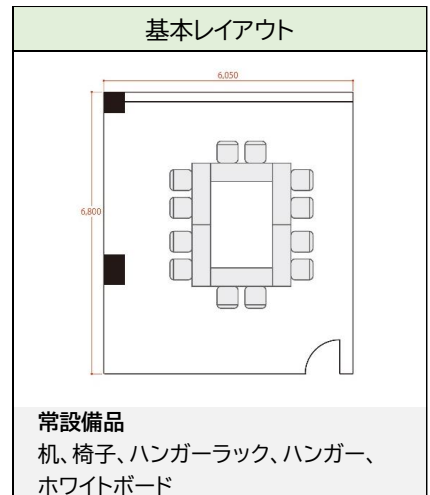 基本レイアウト
6,050
6,800
常設備品
机、椅子、ハンガーラック、ハンガー、
ホワイトボード